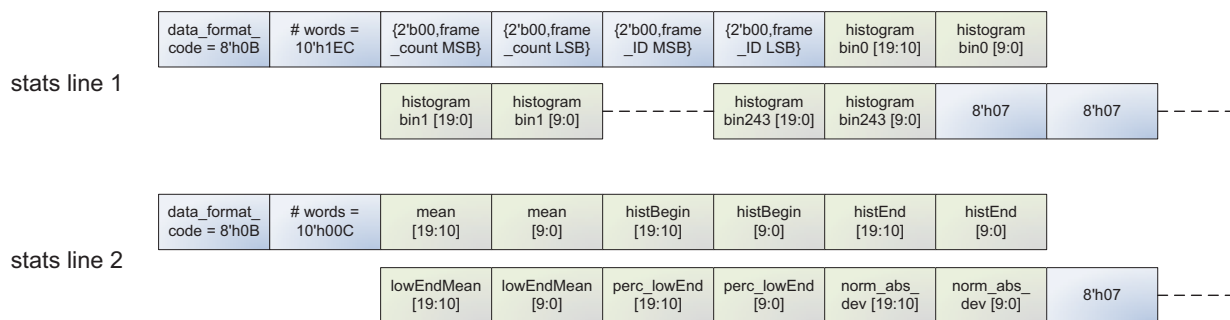 data_format_
code = 8'h0B
# words =
10'h1EC
{2'b00,frame
_count MSB}
{2'b00,frame
_count LSB}
{2'b00,frame
_ID MSB}
{2'b00,frame
_ID LSB}
histogram
bin0 [19:10]
histogram
bin0 [9:0]
stats line 1
histogram
bin1 [19:0]
histogram
bin1 [9:0]
histogram
bin243 [19:0]
histogram
bin243 [9:0]
8'h07
8'h07
data_format_
code = 8'h0B
# words =
10'h00C
mean
[19:10]
mean
[9:0]
histBegin
[19:10]
histBegin
[9:0]
histEnd
[19:10]
histEnd
[9:0]
stats line 2
lowEndMean
[19:10]
lowEndMean
[9:0]
perc_lowEnd
[19:10]
perc_lowEnd
[9:0]
norm_abs_
dev [19:10]
norm_abs_
dev [9:0]
8'h07